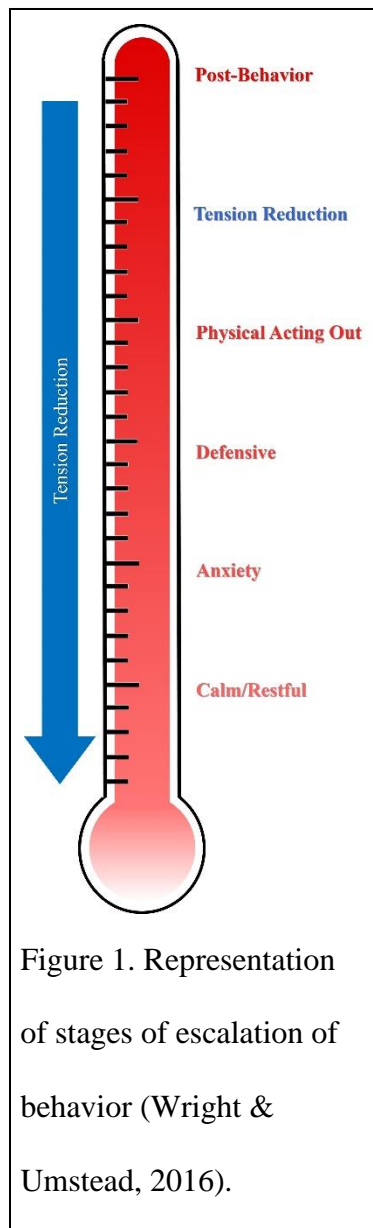 Post-Behavior
Tension Reduction
Physical Acting Out
Defensive
Anxiety
Calm/Restful
Tension Reduction
Figure 1. Representation
of stages of escalation of
behavior (Wright &
Umstead, 2016).